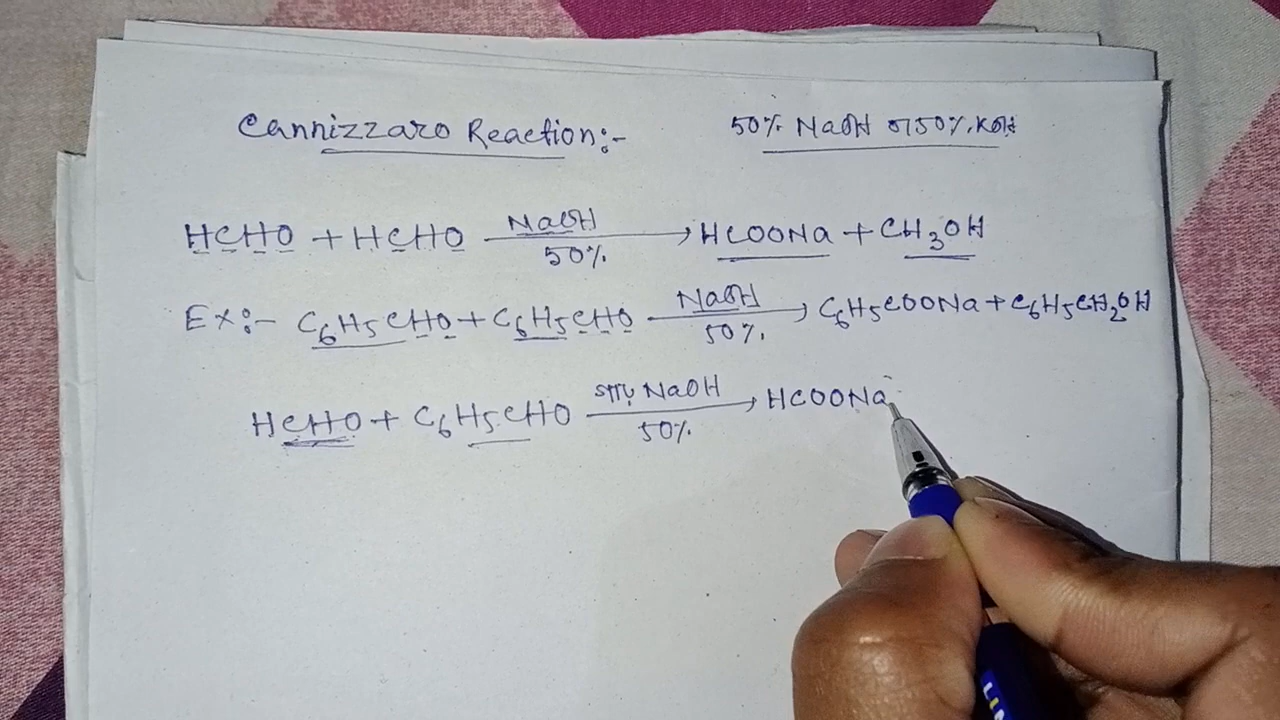 Cannizzaro Reaction:- 50% NaOH or 50% KOH
HCHO + HCHO NaOH 50% → HCOONa + CH3OH
Ex:- C6H5CHO + C6H5CHO NaOH 50% → C6H5COONa + C6H5CH2OH
HCHO + C6H5CHO NaOH 50% → HCOONa